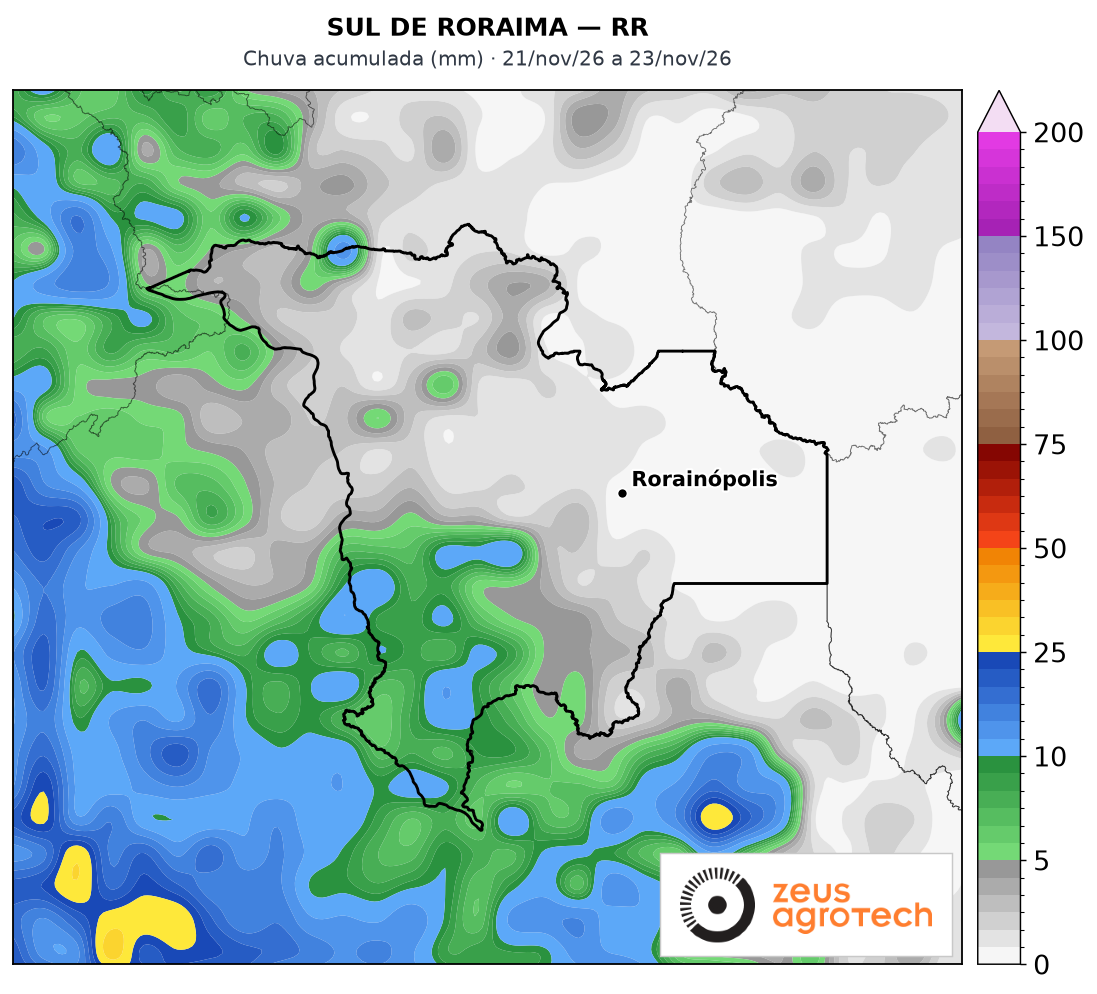 SUL DE RORAIMA — RR
Chuva acumulada (mm) · 21/nov/26 a 23/nov/26
200
150
100
75
50
25
10
5
0
Rorainópolis
zeus
agrotech